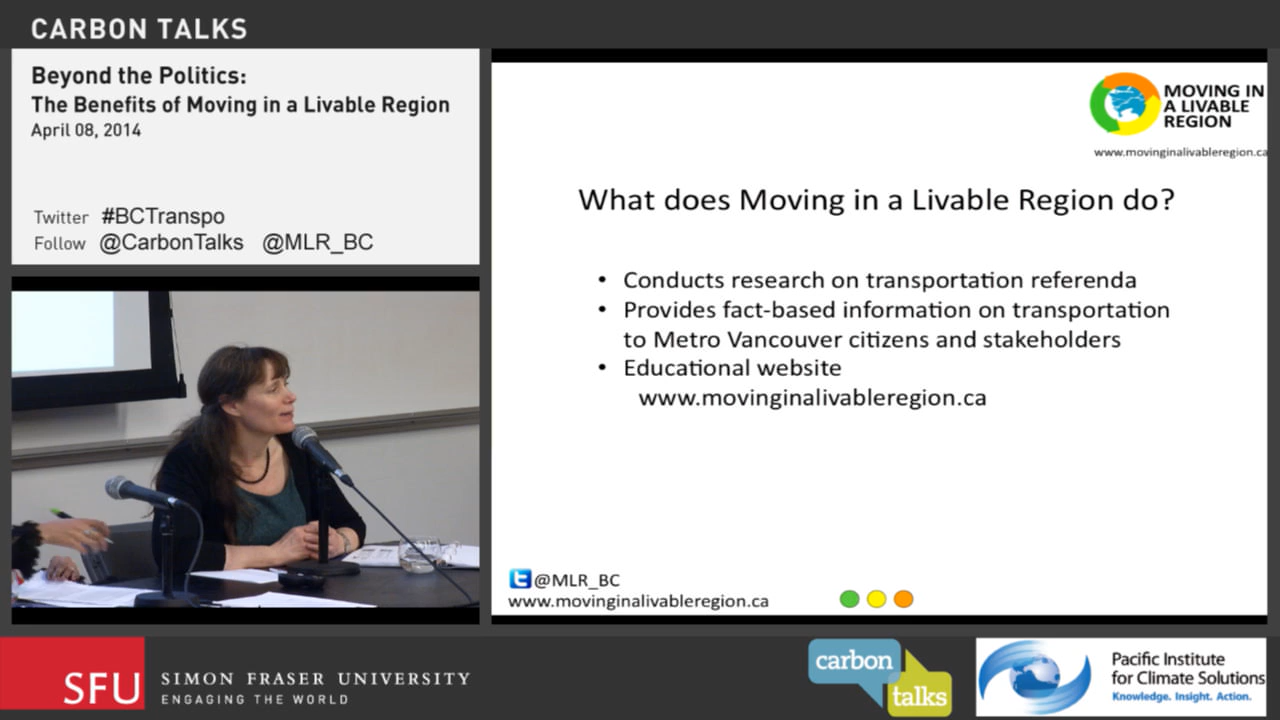 CARBON TALKS
Beyond the Politics:
The Benefits of Moving in a Livable Region
April 08, 2014
Twitter #BCTranspo
Follow @CarbonTalks @MLR_BC
MOVING IN
A LIVABLE
REGION
www.movinginalivableregion.ca
What does Moving in a Livable Region do?
• Conducts research on transportation referenda
• Provides fact-based information on transportation
to Metro Vancouver citizens and stakeholders
• Educational website
www.movinginalivableregion.ca
@MLR_BC
www.movinginalivableregion.ca
SFU SIMON FRASER UNIVERSITY
ENGAGING THE WORLD
carbon
talks
Pacific Institute
for Climate Solutions
Knowledge. Insight. Action.